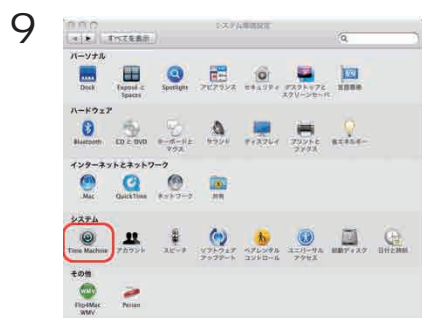 9
システム環境設定
すべてを表示
パーソナル
Dock
Exposé と
Spaces
Spotlight
アピアランス
セキュリティ
デスクトップと
スクリーンセーバ
言語環境
ハードウェア
Bluetooth
CD と DVD
キーボードと
マウス
サウンド
ディスプレイ
プリントと
ファクス
省エネルギー
インターネットとネットワーク
.Mac
QuickTime
ネットワーク
共有
システム
Time Machine
アカウント
スピーチ
ソフトウェア
アップデート
ペアレンタル
コントロール
ユニバーサル
アクセス
起動ディスク
日付と時刻
その他
Flip4Mac
WMV
Perian